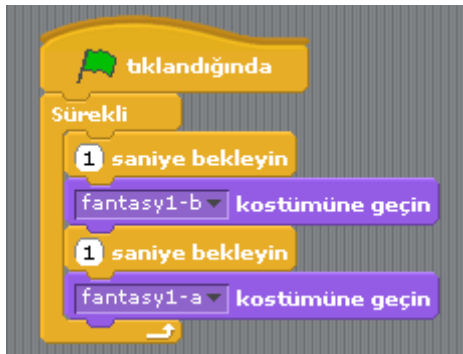 tıklandığında
Sürekli
1 saniye bekleyin
fantasy1-b kostümüne geçin
1 saniye bekleyin
fantasy1-a kostümüne geçin